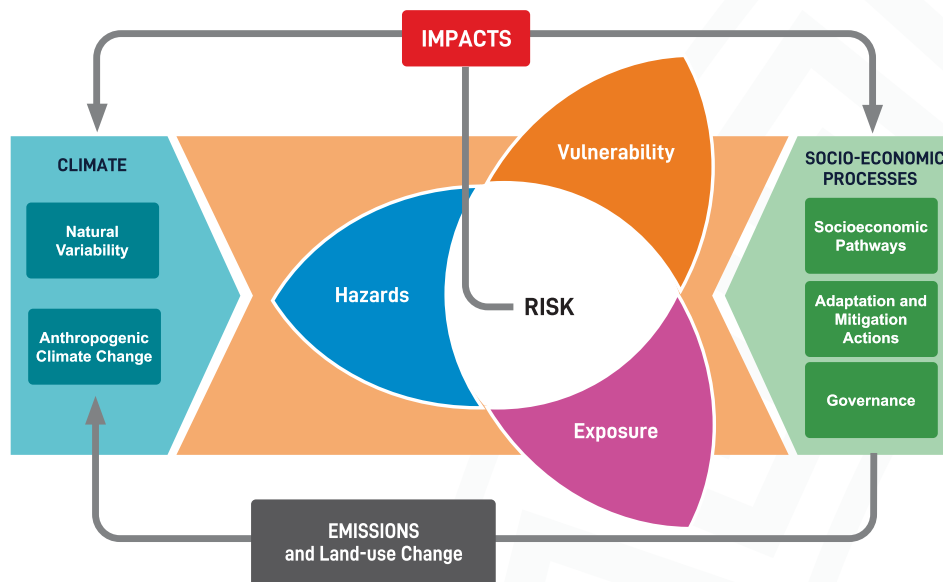 IMPACTS
CLIMATE
Natural
Variability
Anthropogenic
Climate Change
Vulnerability
Hazards
RISK
Exposure
SOCIO-ECONOMIC
PROCESSES
Socioeconomic
Pathways
Adaptation and
Mitigation
Actions
Governance
EMISSIONS
and Land-use Change